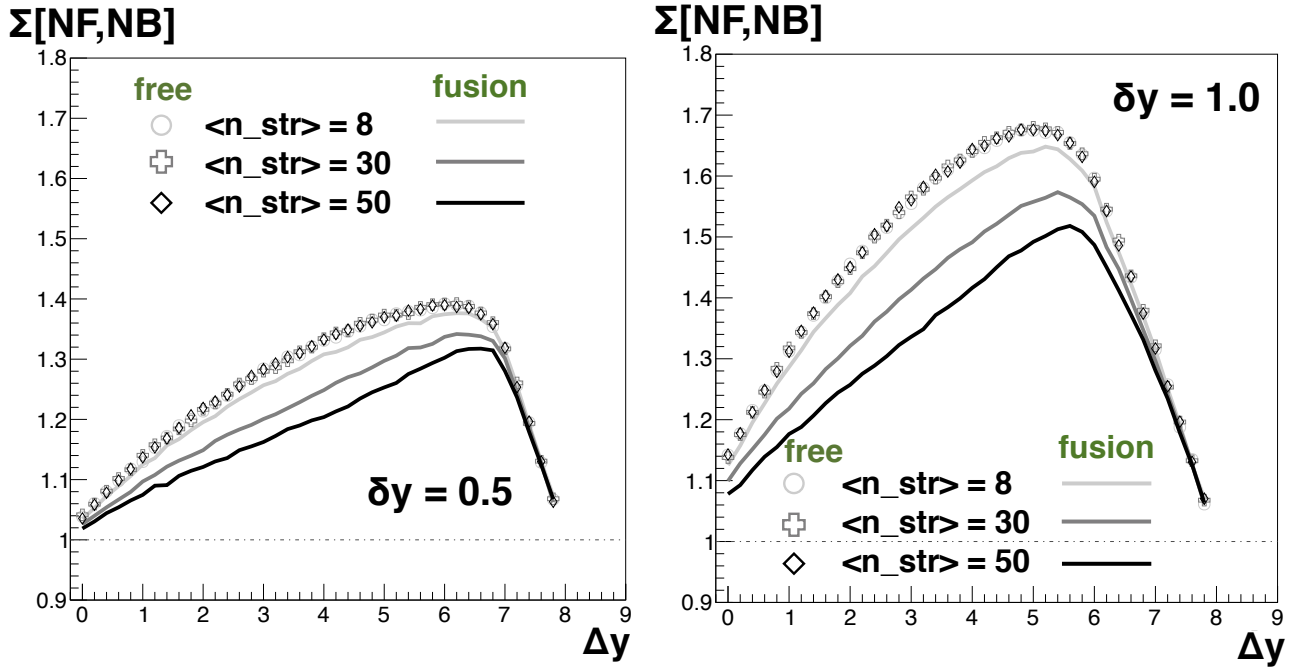 Σ[NF,NB]
1.8
1.7
1.6
1.5
1.4
1.3
1.2
1.1
1
0.9
free fusion
<n_str> = 8
<n_str> = 30
<n_str> = 50
δy = 0.5
0 1 2 3 4 5 6 7 8 9
Δy
Σ[NF,NB]
1.8
1.7
1.6
1.5
1.4
1.3
1.2
1.1
1
0.9
δy = 1.0
free fusion
<n_str> = 8
<n_str> = 30
<n_str> = 50
0 1 2 3 4 5 6 7 8 9
Δy